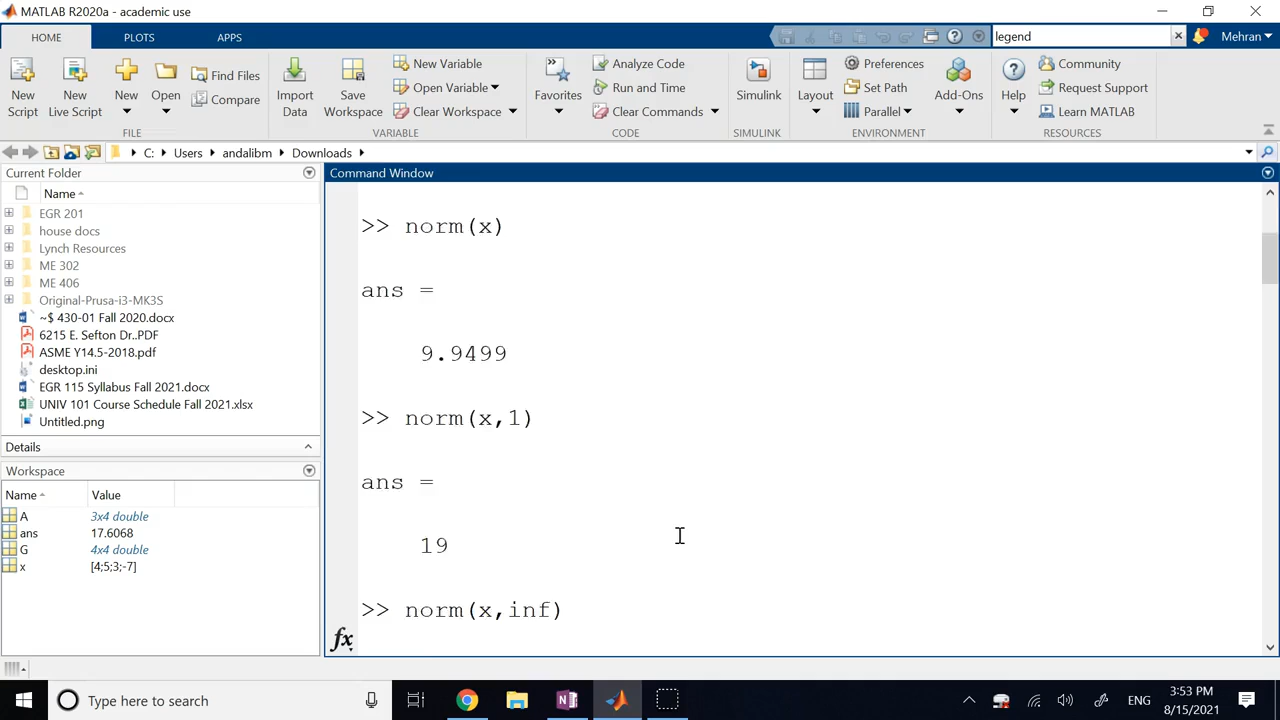 MATLAB R2020a - academic use
HOME PLOTS APPS legend Mehran
New Script
New Live Script
New
Open
Find Files
Compare
FILE
Import Data
Save Workspace
New Variable
Open Variable
Clear Workspace
VARIABLE
Favorites
Analyze Code
Run and Time
Clear Commands
CODE
Simulink
SIMULINK
Layout
Preferences
Set Path
Parallel
Add-Ons
ENVIRONMENT
Help
Community
Request Support
Learn MATLAB
RESOURCES
C: Users andalibm Downloads
Current Folder
Name
EGR 201
house docs
Lynch Resources
ME 302
ME 406
Original-Prusa-i3-MK3S
~$ 430-01 Fall 2020.docx
6215 E. Sefton Dr..PDF
ASME Y14.5-2018.pdf
desktop.ini
EGR 115 Syllabus Fall 2021.docx
UNIV 101 Course Schedule Fall 2021.xlsx
Untitled.png
Details
Workspace
Name Value
A 3x4 double
ans 17.6068
G 4x4 double
x [4;5;3;-7]
Command Window
>> norm(x)
ans =
9.9499
>> norm(x,1)
ans =
19
>> norm(x,inf)
fx
Type here to search
ENG
3:53 PM
8/15/2021